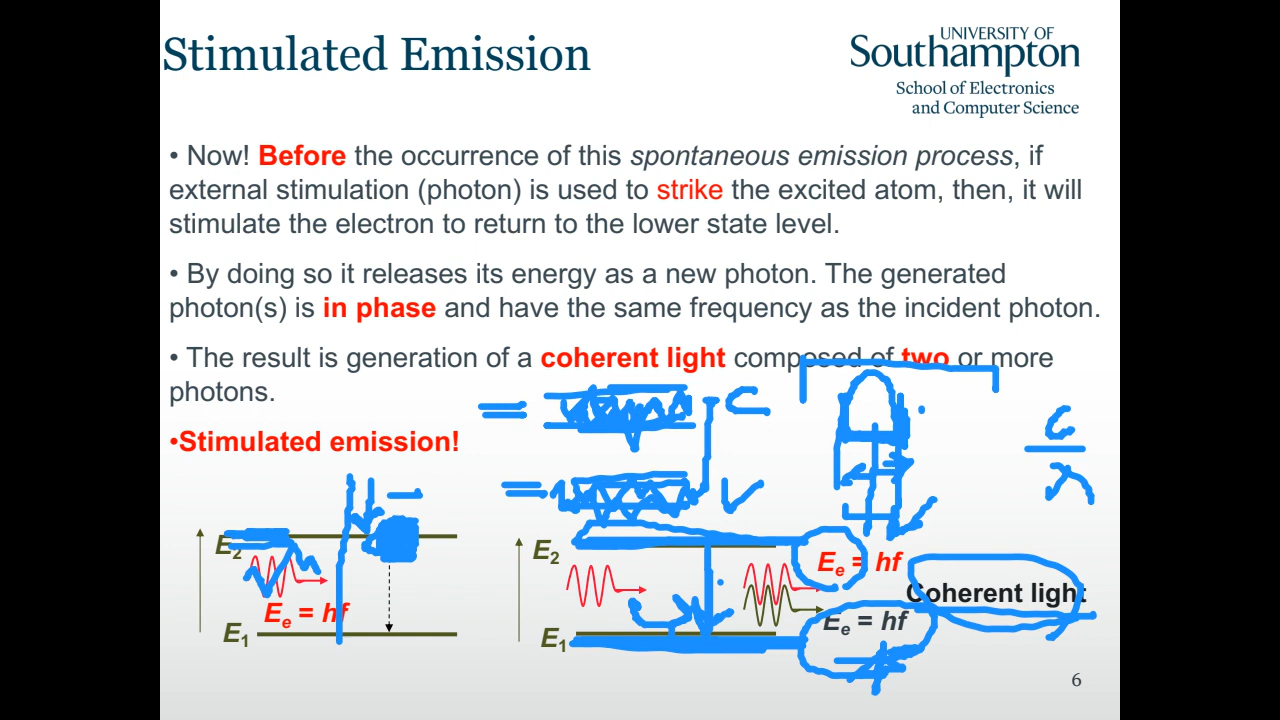 Stimulated Emission
UNIVERSITY OF
Southampton
School of Electronics
and Computer Science
• Now! Before the occurrence of this spontaneous emission process, if
external stimulation (photon) is used to strike the excited atom, then, it will
stimulate the electron to return to the lower state level.
• By doing so it releases its energy as a new photon. The generated
photon(s) is in phase and have the same frequency as the incident photon.
• The result is generation of a coherent light composed of two or more
photons.
•Stimulated emission!
C
C
V
E2
Ee = hf
E1
E2
Ee = hf
Coherent light
Ee = hf
E1
6